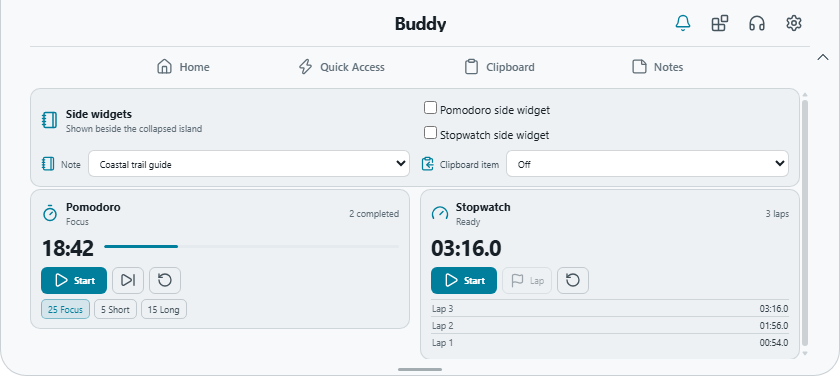 Buddy
Home
Quick Access
Clipboard
Notes
Side widgets
Shown beside the collapsed island
Pomodoro side widget
Stopwatch side widget
Note
Coastal trail guide
Clipboard item
Off
Pomodoro
Focus
2 completed
18:42
Start
25 Focus
5 Short
15 Long
Stopwatch
Ready
3 laps
03:16.0
Start
Lap
Lap 3 03:16.0
Lap 2 01:56.0
Lap 1 00:54.0